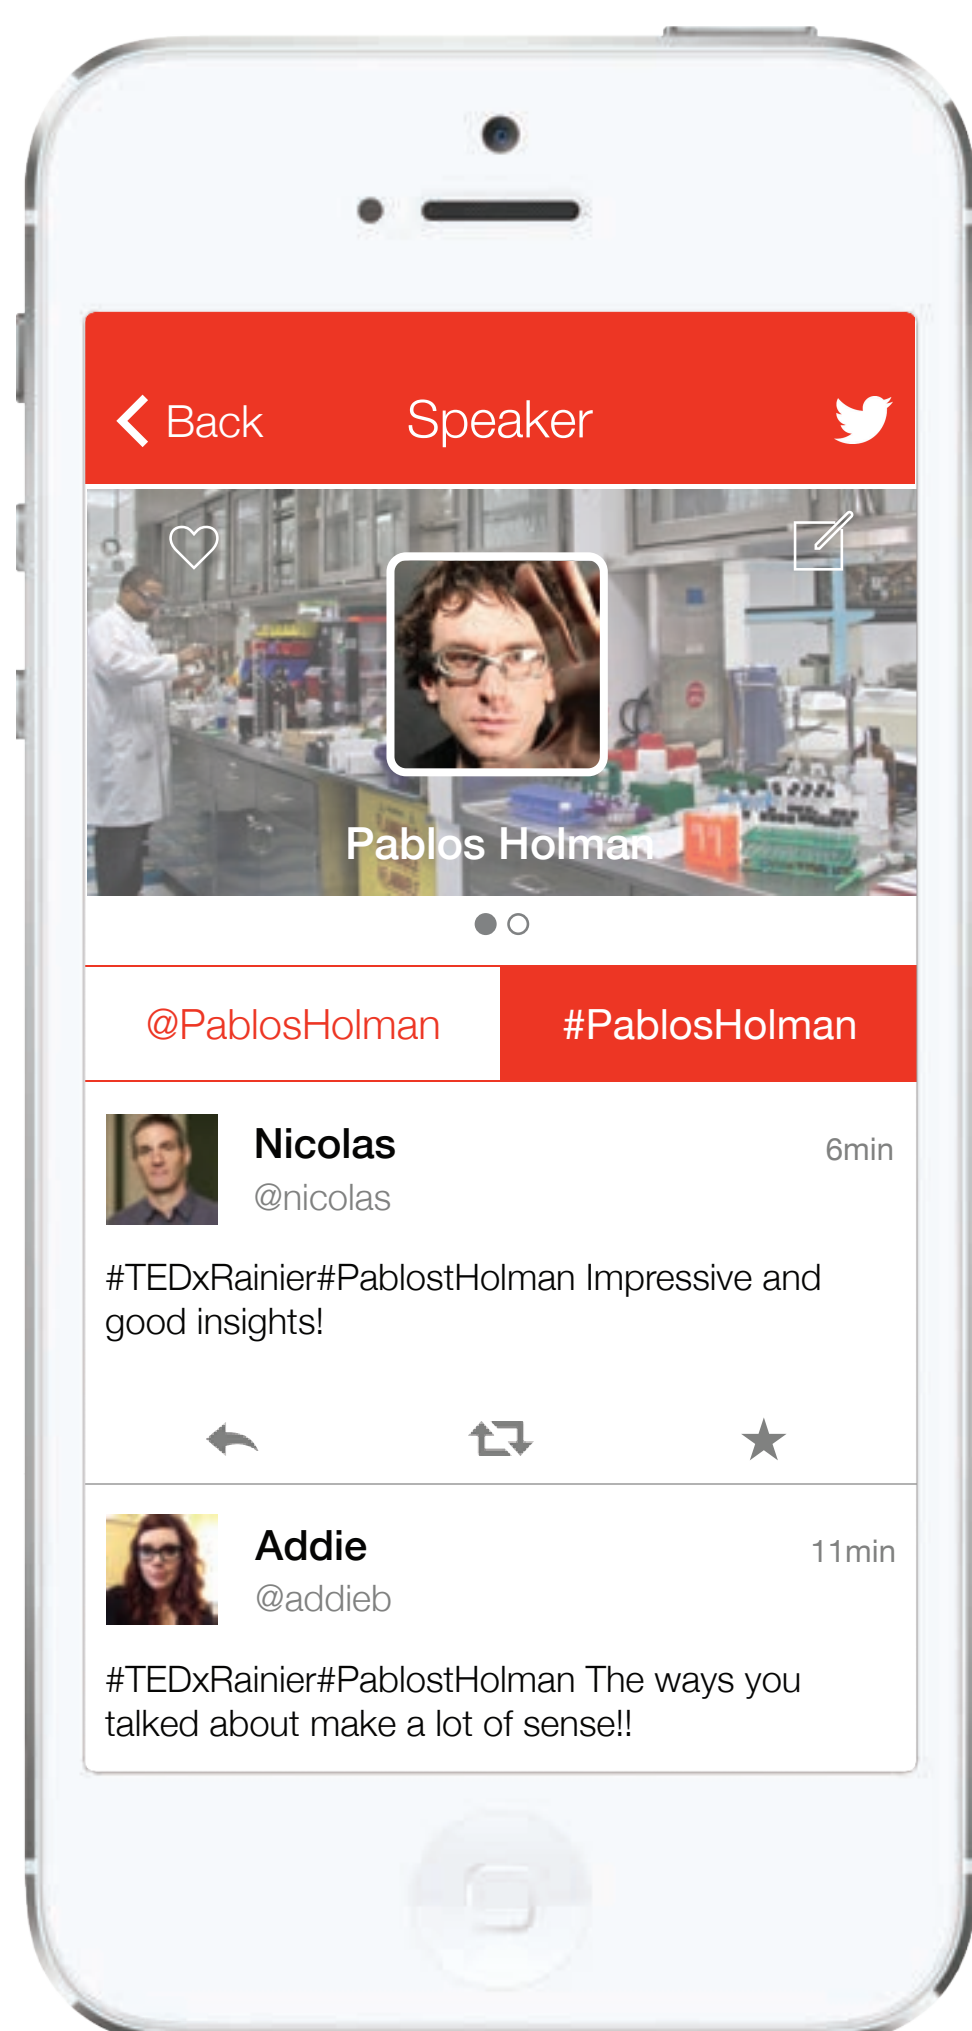 Back
Speaker
Pablos Holman
@PablosHolman
#PablosHolman
Nicolas
6min
@nicolas
#TEDxRainier#PablostHolman Impressive and
good insights!
Addie
11min
@addieb
#TEDxRainier#PablostHolman The ways you
talked about make a lot of sense!!